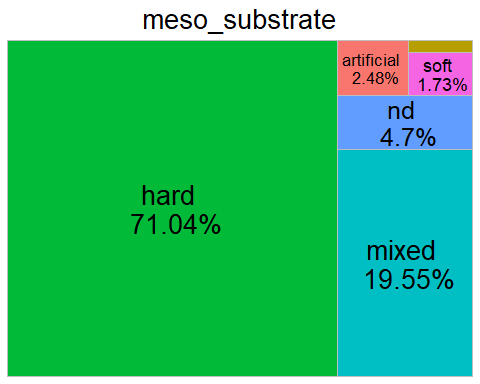 meso_substrate
artificial
2.48%
soft
1.73%
nd
4.7%
hard
71.04%
mixed
19.55%